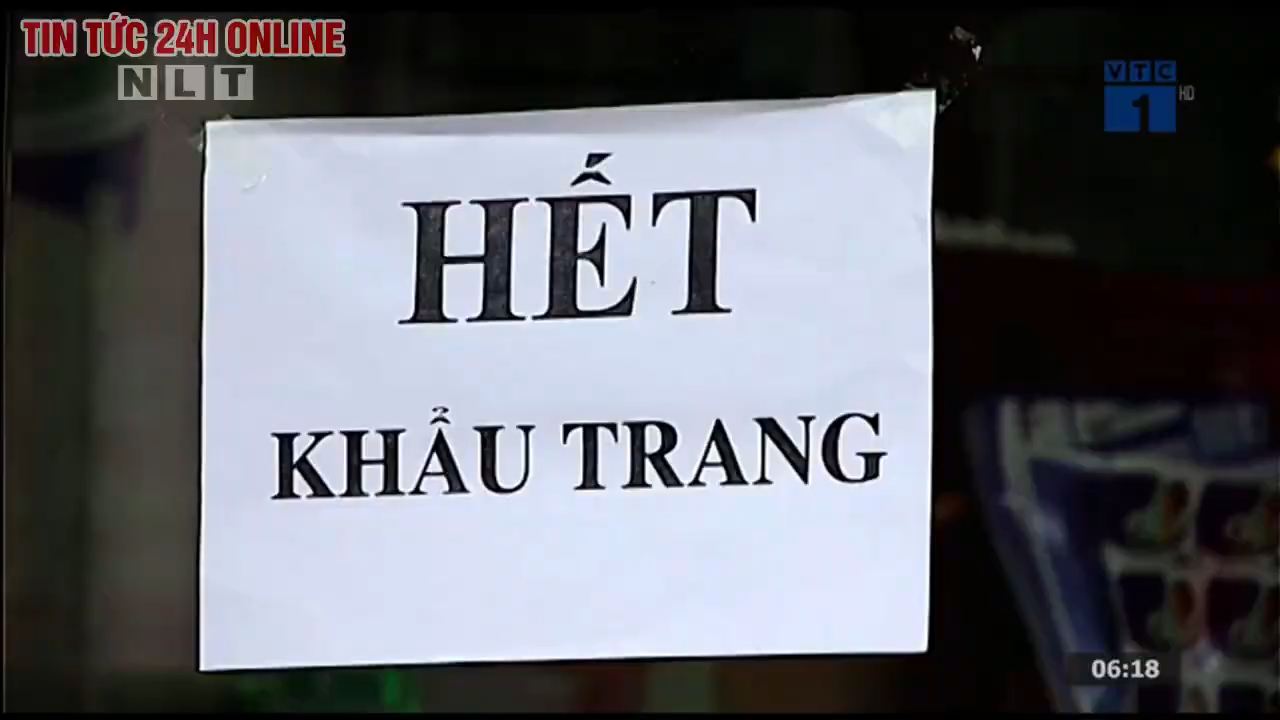 TIN TỨC 24H ONLINE
NLT
VTC
1 HD
HẾT
KHẨU TRANG
06:18